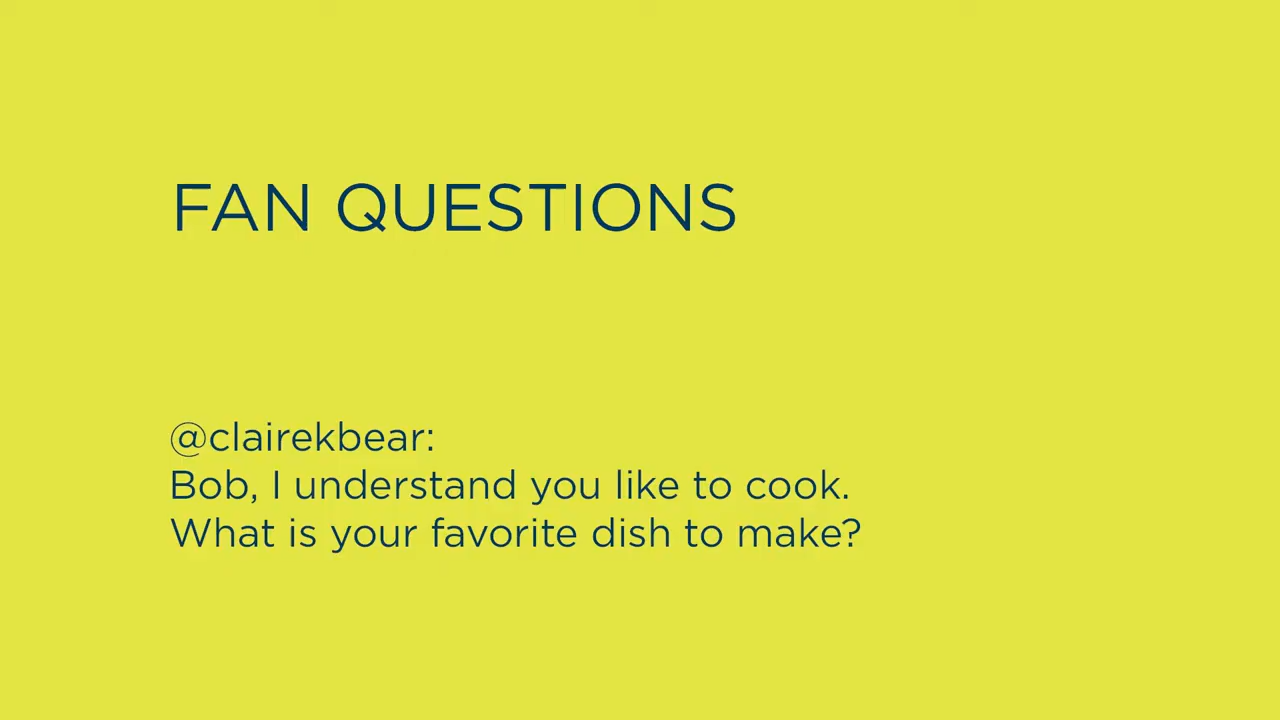 FAN QUESTIONS
@clairekbear:
Bob, I understand you like to cook.
What is your favorite dish to make?